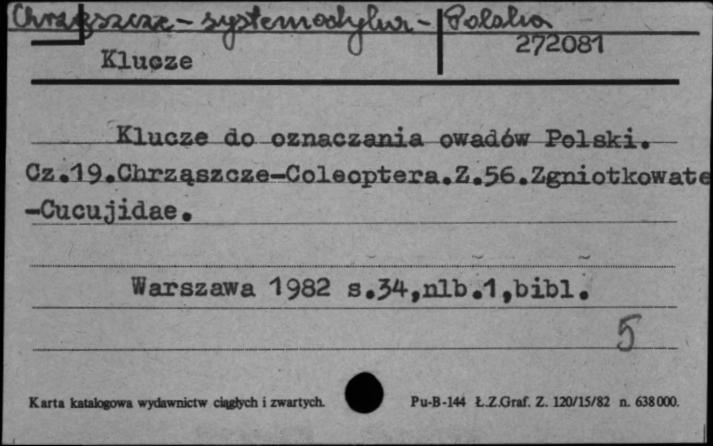 Chrząszcze - systematyka - Polska
272081
Klucze
Klucze do oznaczania owadów Polski.
Cz.19.Chrząszcze-Coleoptera.Z.56.Zgniotkowate
-Cucujidae.
Warszawa 1982 s.34,nlb.1,bibl.
5
Karta katalogowa wydawnictw ciągłych i zwartych. Pu-B-144 Ł.Z.Graf. Z. 120/15/82 n. 638000.